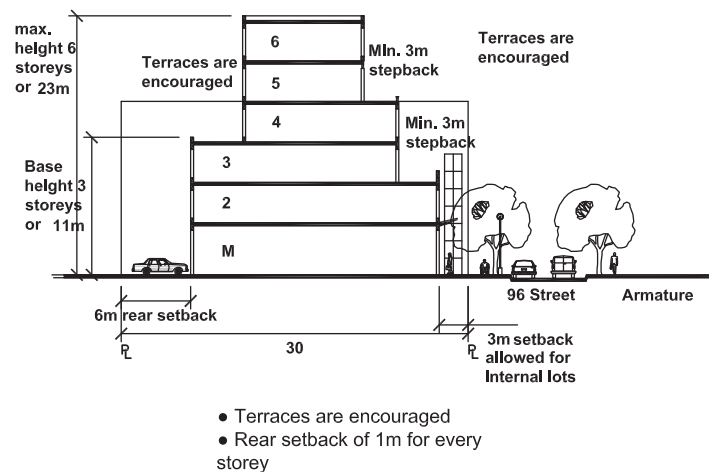 max.
height 6
storeys
or 23m
Terraces are
encouraged
6
5
4
3
2
M
MIn. 3m
stepback
Terraces are
encouraged
Min. 3m
stepback
Base
height 3
storeys
or 11m
96 Street
Armature
6m rear setback
30
3m setback
allowed for
Internal lots
PL
PL
● Terraces are encouraged
● Rear setback of 1m for every
storey